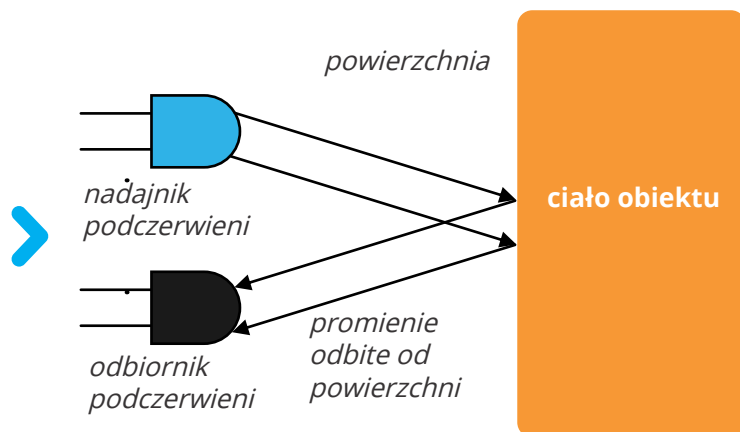 powierzchnia
nadajnik
podczerwieni
ciało obiektu
odbiornik
podczerwieni
promienie
odbite od
powierzchni